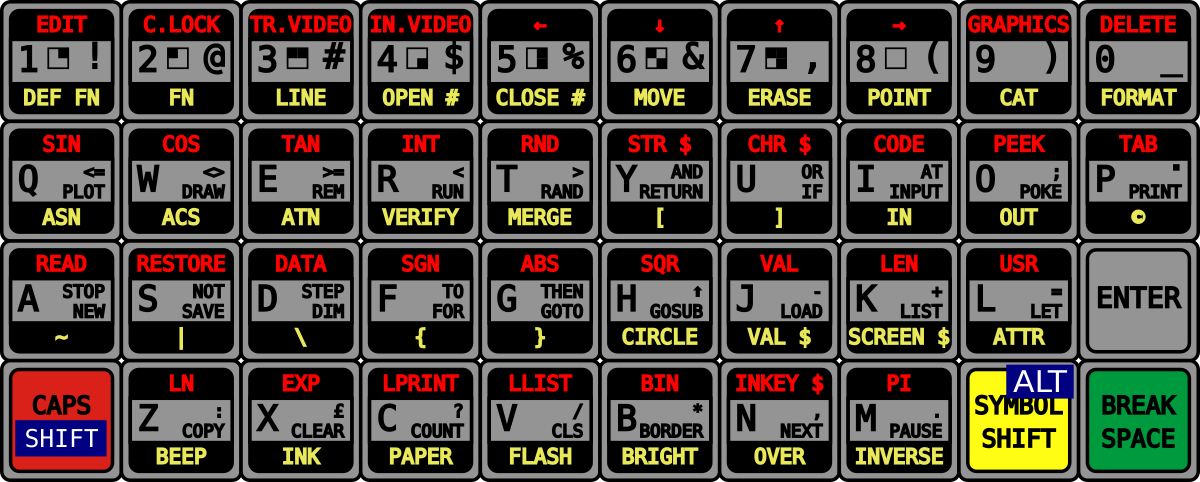 EDIT C.LOCK TR.VIDEO IN.VIDEO ← ↓ ↑ → GRAPHICS DELETE
1 ! 2 @ 3 # 4 $ 5 % 6 & 7 , 8 ( 9 ) 0 _
DEF FN FN LINE OPEN # CLOSE # MOVE ERASE POINT CAT FORMAT
SIN COS TAN INT RND STR $ CHR $ CODE PEEK TAB
Q <= W <> E >= R < T > Y AND U OR I AT O ; P "
PLOT DRAW REM RUN RAND RETURN IF INPUT POKE PRINT
ASN ACS ATN VERIFY MERGE [ ] IN OUT ©
READ RESTORE DATA SGN ABS SQR VAL LEN USR
A STOP S NOT D STEP F TO G THEN H ↑ J - K + L = ENTER
NEW SAVE DIM FOR GOTO GOSUB LOAD LIST LET
~ | \ { } CIRCLE VAL $ SCREEN $ ATTR
LN EXP LPRINT LLIST BIN INKEY $ PI ALT
CAPS Z : X £ C ? V / B * N , M . SYMBOL BREAK
SHIFT COPY CLEAR COUNT CLS BORDER NEXT PAUSE SHIFT SPACE
BEEP INK PAPER FLASH BRIGHT OVER INVERSE